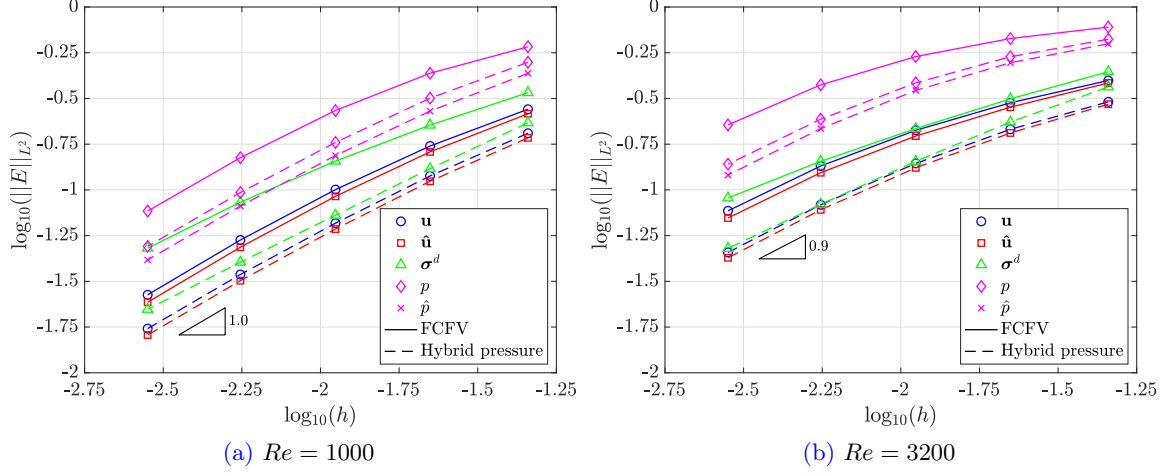 0
-0.25
-0.5
-0.75
-1
-1.25
-1.5
-1.75
-2
log₁₀(||E||_{L²})
-2.75 -2.5 -2.25 -2 -1.75 -1.5 -1.25
log₁₀(h)
1.0
u
û
σᵈ
p
p̂
FCFV
Hybrid pressure
(a) Re = 1000
0
-0.25
-0.5
-0.75
-1
-1.25
-1.5
-1.75
-2
log₁₀(||E||_{L²})
-2.75 -2.5 -2.25 -2 -1.75 -1.5 -1.25
log₁₀(h)
0.9
u
û
σᵈ
p
p̂
FCFV
Hybrid pressure
(b) Re = 3200